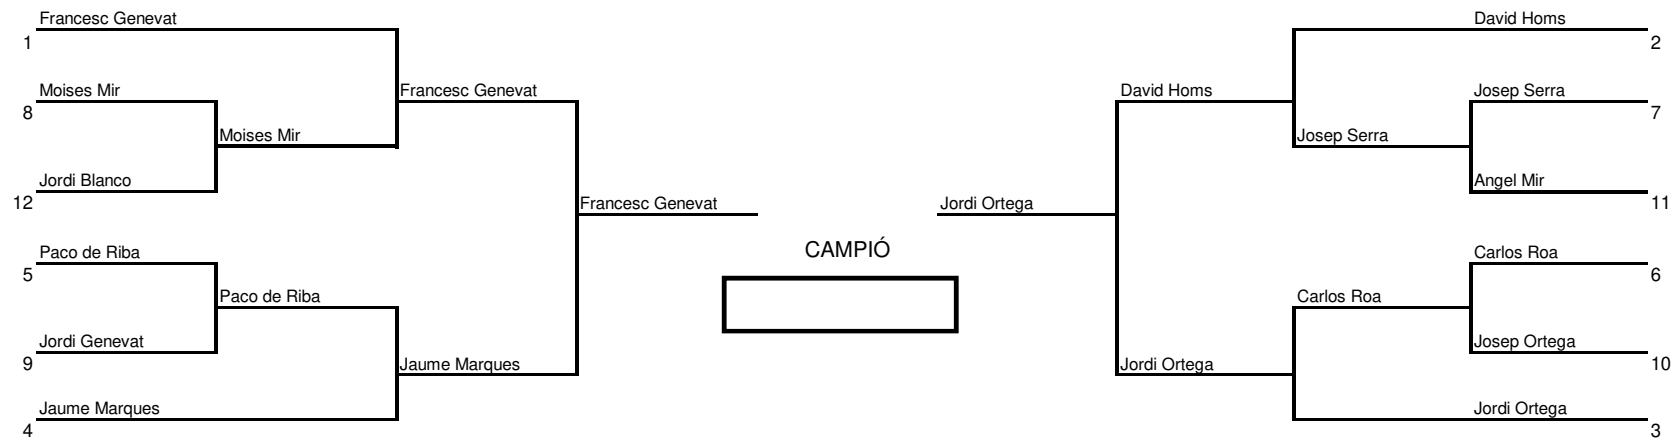 Francesc Genevat
1
Moises Mir
8
Moises Mir
Jordi Blanco
12
Francesc Genevat
Paco de Riba
5
Paco de Riba
Jordi Genevat
9
Jaume Marques
Jaume Marques
4
Francesc Genevat
CAMPIÓ
Jordi Ortega
David Homs
David Homs
2
Josep Serra
7
Josep Serra
Angel Mir
11
Carlos Roa
6
Carlos Roa
Josep Ortega
10
Jordi Ortega
Jordi Ortega
3